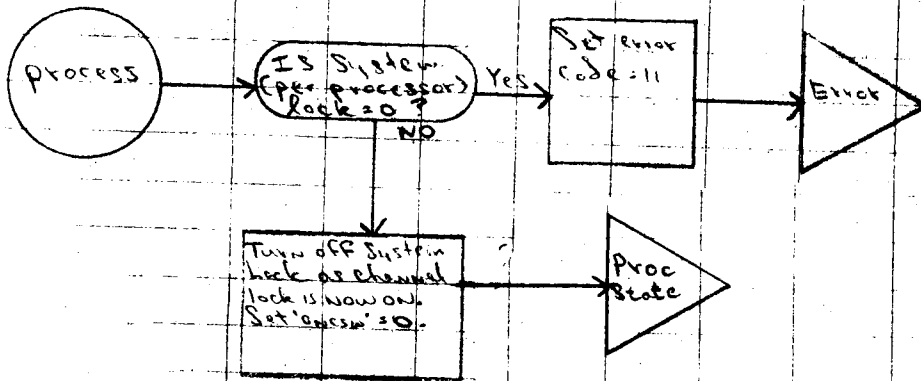 process
Is System
(per processor)
lock=0?
Yes
NO
Set error
code=11
Error
Turn off System
Lock as channel
lock is now on.
Set 'oncsw'=0.
Proc
State